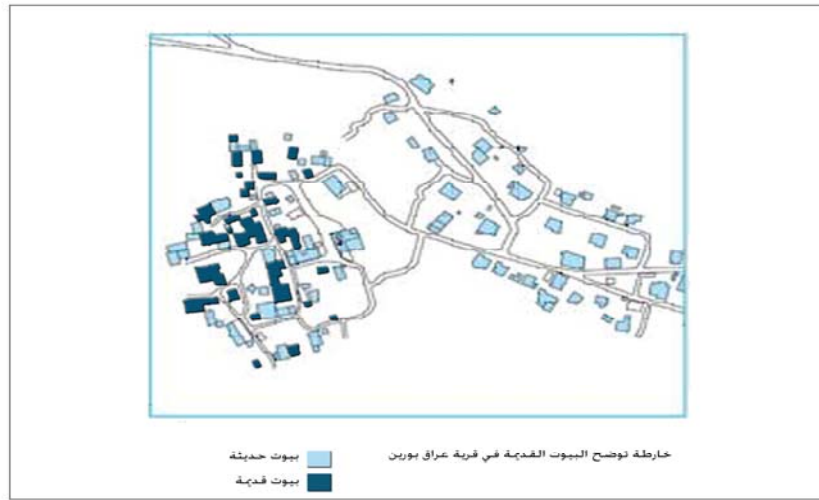 خارطة توضح البيوت القديمة في قرية عراق بورين
بيوت حديثة
بيوت قديمة